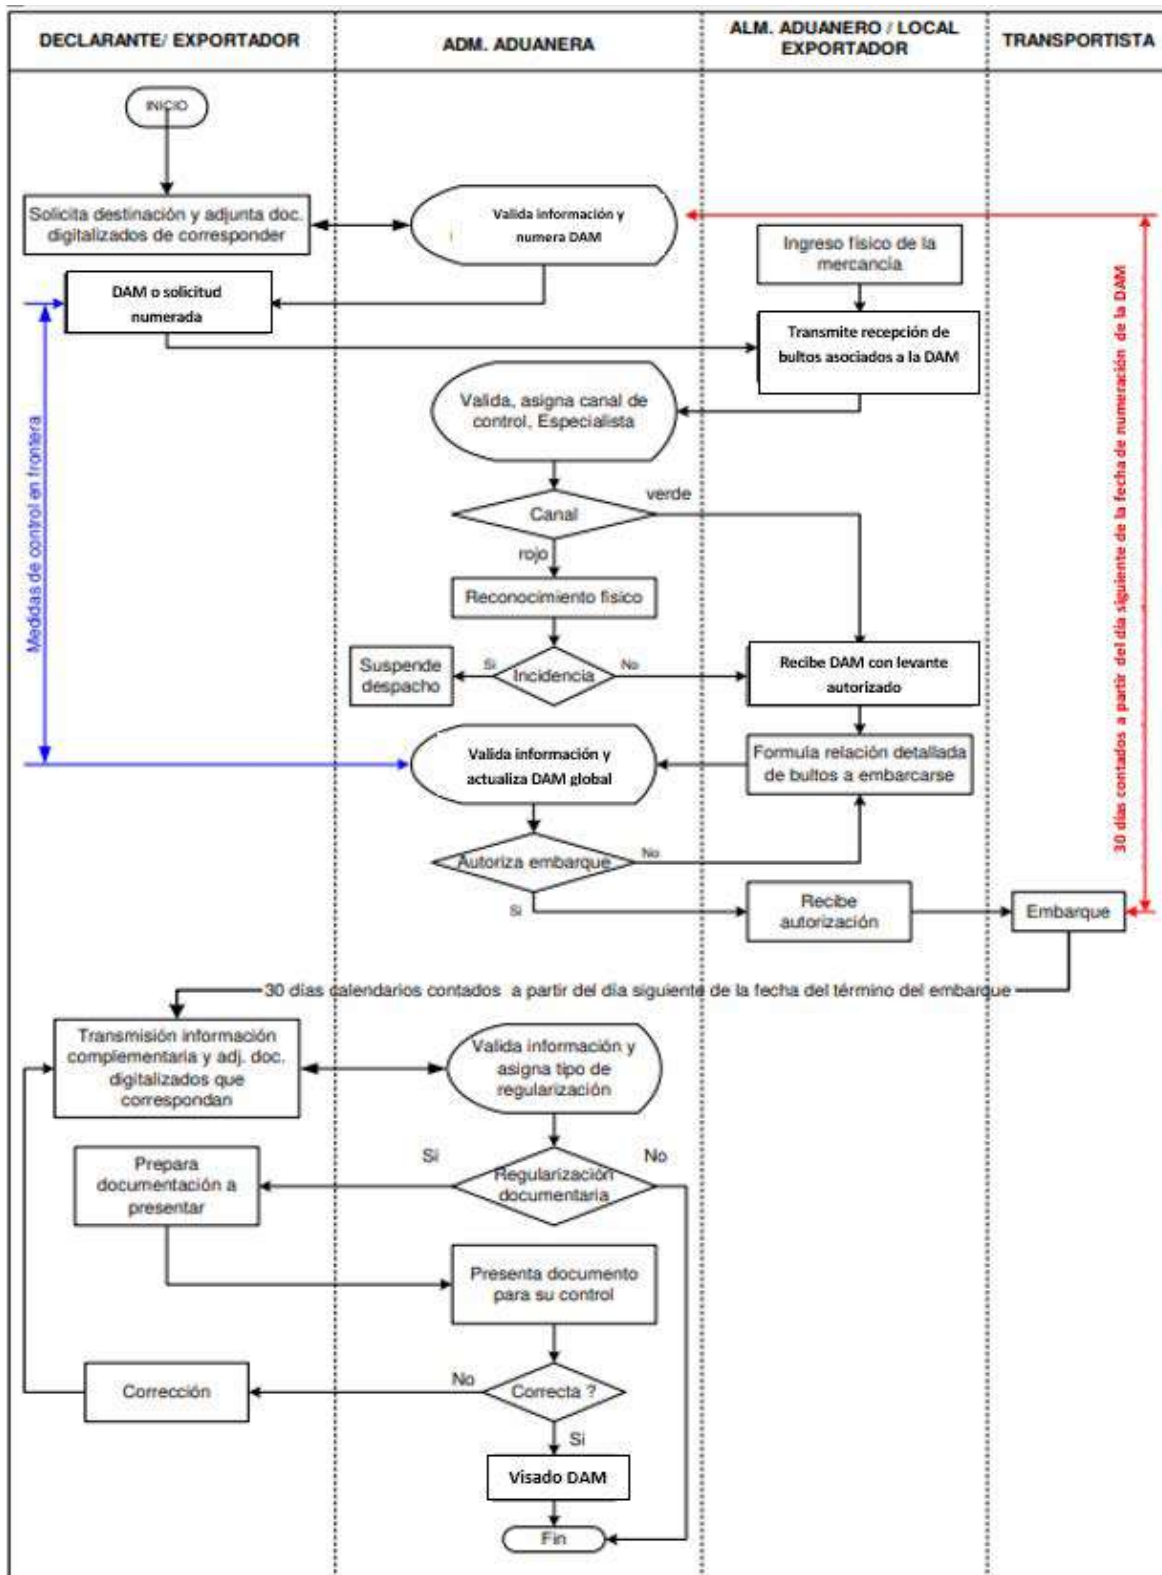 DECLARANTE/ EXPORTADOR
ADM. ADUANERA
ALM. ADUANERO / LOCAL
EXPORTADOR
TRANSPORTISTA
INICIO
Solicita destinación y adjunta doc.
digitalizados de corresponder
Valida información y
numera DAM
Ingreso físico de la
mercancía
DAM o solicitud
numerada
Transmite recepción de
bultos asociados a la DAM
Valida, asigna canal de
control, Especialista
verde
Canal
rojo
Reconocimiento físico
Suspende
despacho
Si
Incidencia
No
Recibe DAM con levante
autorizado
Medidas de control en frontera
30 días contados a partir del día siguiente de la fecha de numeración de la DAM
Valida información y
actualiza DAM global
Formula relación detallada
de bultos a embarcarse
Autoriza embarque
No
Si
Recibe
autorización
Embarque
30 días calendarios contados a partir del día siguiente de la fecha del término del embarque
Transmisión información
complementaria y adj. doc.
digitalizados que
correspondan
Valida información y
asigna tipo de
regularización
Si
No
Prepara
documentación a
presentar
Regularización
documentaria
Presenta documento
para su control
Corrección
No
Correcta ?
Si
Visado DAM
Fin